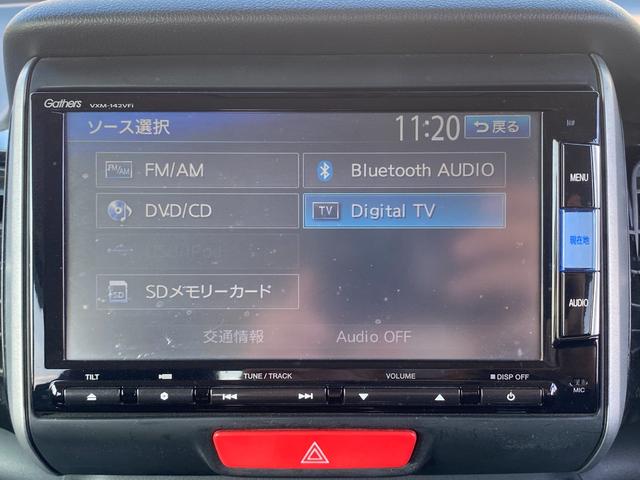 Gathers
VXM-142VFi
ソース選択
11:20
戻る
FM/AM FM/AM
Bluetooth AUDIO
DVD/CD
TV Digital TV
SD SDメモリーカード
交通情報
Audio OFF
MENU
現在地
AUDIO
TILT
TUNE / TRACK
VOLUME
DISP OFF
MIC